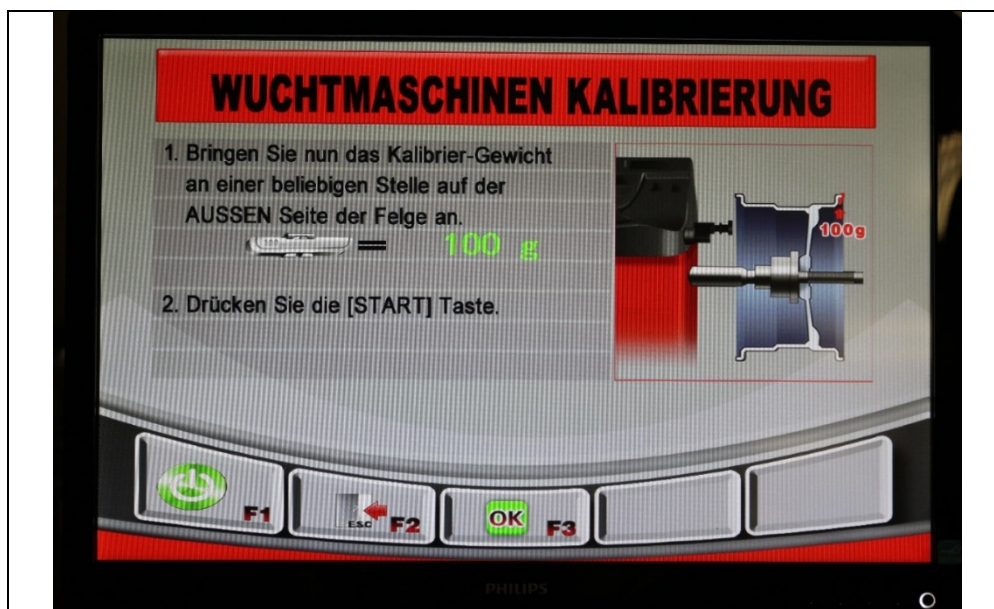 WUCHTMASCHINEN KALIBRIERUNG
1. Bringen Sie nun das Kalibrier-Gewicht
an einer beliebigen Stelle auf der
AUSSEN Seite der Felge an.
= 100 g
2. Drücken Sie die [START] Taste.
100g
F1
ESC F2
OK F3
PHILIPS